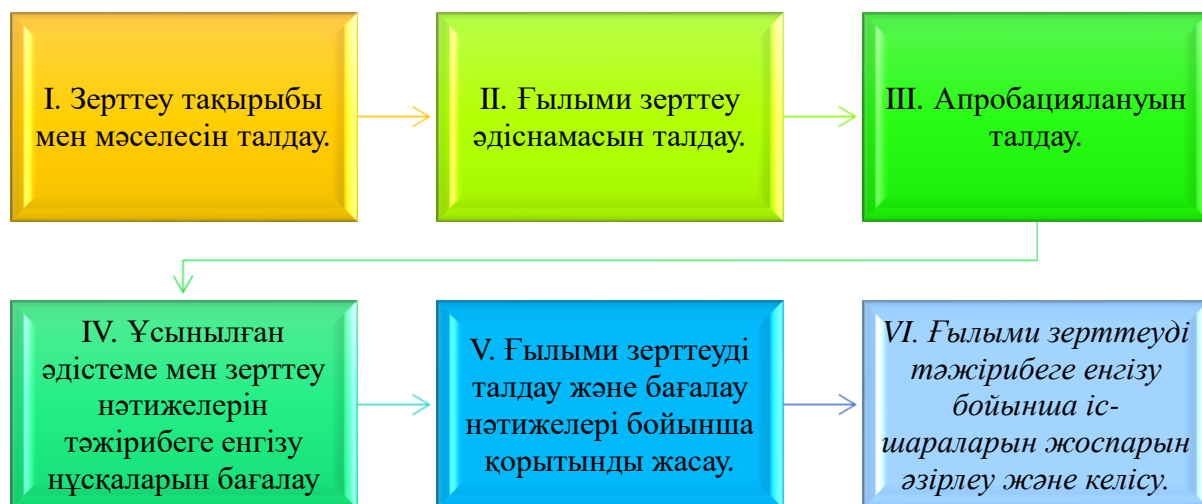 I. Зерттеу тақырыбы
мен мәселесін талдау.
II. Ғылыми зерттеу
әдіснамасын талдау.
III. Апробациялануын
талдау.
IV. Ұсынылған
әдістеме мен зерттеу
нәтижелерін
тәжірибеге енгізу
нұсқаларын бағалау
V. Ғылыми зерттеуді
талдау және бағалау
нәтижелері бойынша
қорытынды жасау.
VI. Ғылыми зерттеуді
тәжірибеге енгізу
бойынша іс-
шараларын жоспарын
әзірлеу және келісу.